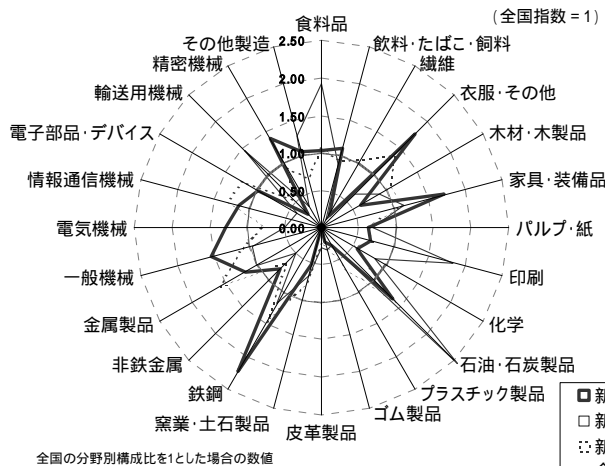 (全国指数=1)
食料品
飲料・たばこ・飼料
繊維
衣服・その他
木材・木製品
家具・装備品
パルプ・紙
印刷
化学
石油・石炭製品
プラスチック製品
ゴム製品
皮革製品
窯業・土石製品
鉄鋼
非鉄金属
金属製品
一般機械
電気機械
情報通信機械
電子部品・デバイス
輸送用機械
精密機械
その他製造
2.50
2.00
1.50
1.00
0.50
0.00
新
新
新
全国の分野別構成比を1とした場合の数値